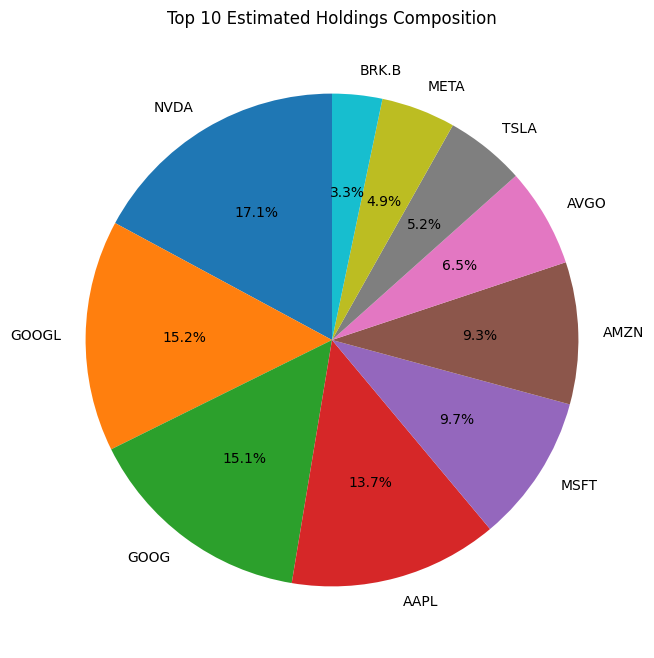 Top 10 Estimated Holdings Composition
BRK.B
META
NVDA
TSLA
AVGO
3.3%
4.9%
17.1%
5.2%
6.5%
GOOGL
15.2%
9.3%
AMZN
9.7%
15.1%
13.7%
MSFT
GOOG
AAPL